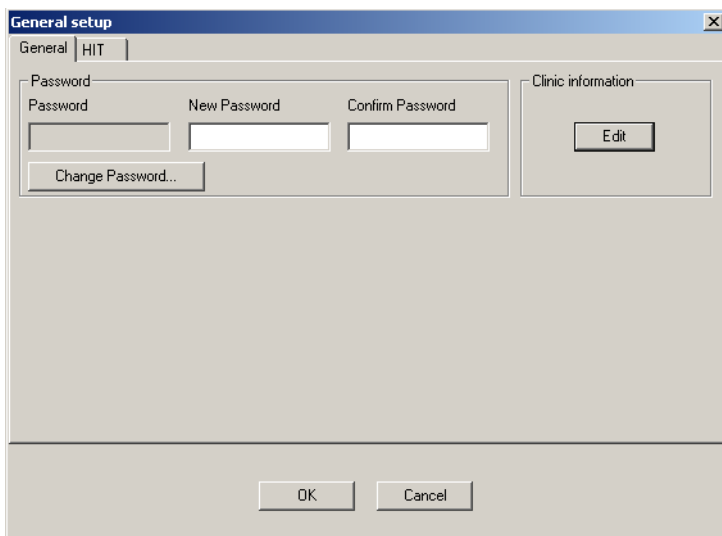 General setup
General HIT
Password Clinic information
Password New Password Confirm Password
Edit
Change Password...
OK Cancel